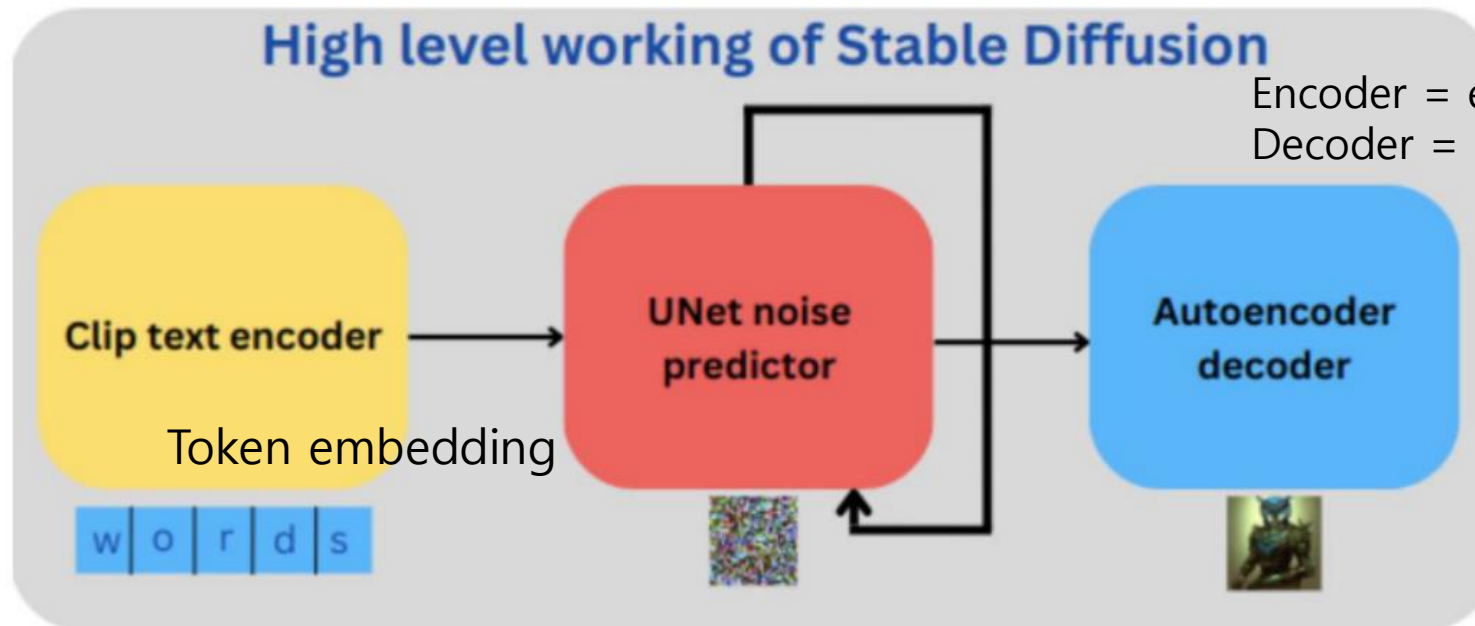 High level working of Stable Diffusion
Encoder =
Decoder =
Clip text encoder
UNet noise
predictor
Autoencoder
decoder
Token embedding
w o r d s